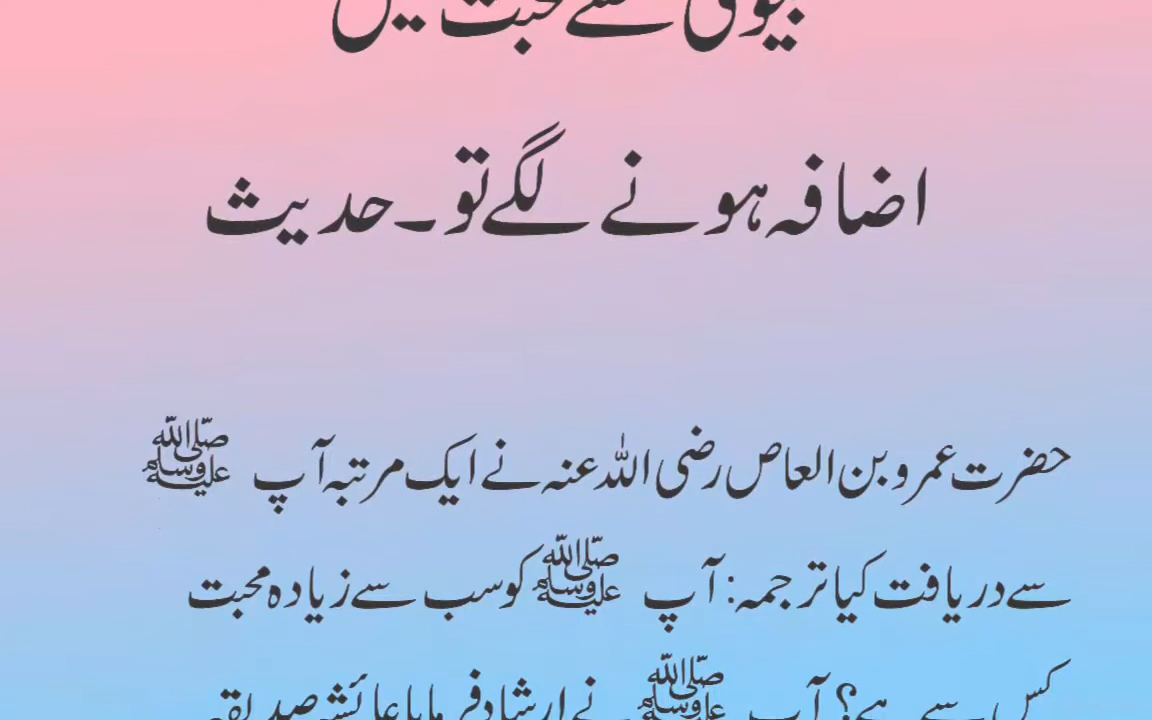 بیوی سے محبت میں
اضافہ ہونے لگے تو۔حدیث
حضرت عمرو بن العاص رضی اللہ عنہ نے ایک مرتبہ آپ ﷺ
سے دریافت کیا ترجمہ: آپ ﷺ کو سب سے زیادہ محبت
کس سے ہے؟ آپ ﷺ نے ارشاد فرمایا عائشہ صدیقہ